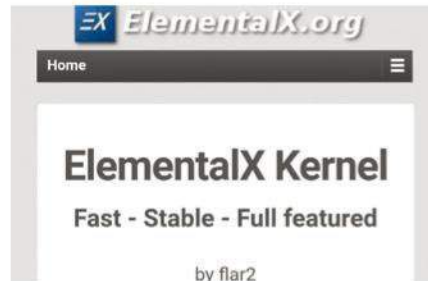 EX ElementalX.org
Home
ElementalX Kernel
Fast - Stable - Full featured
by flar2